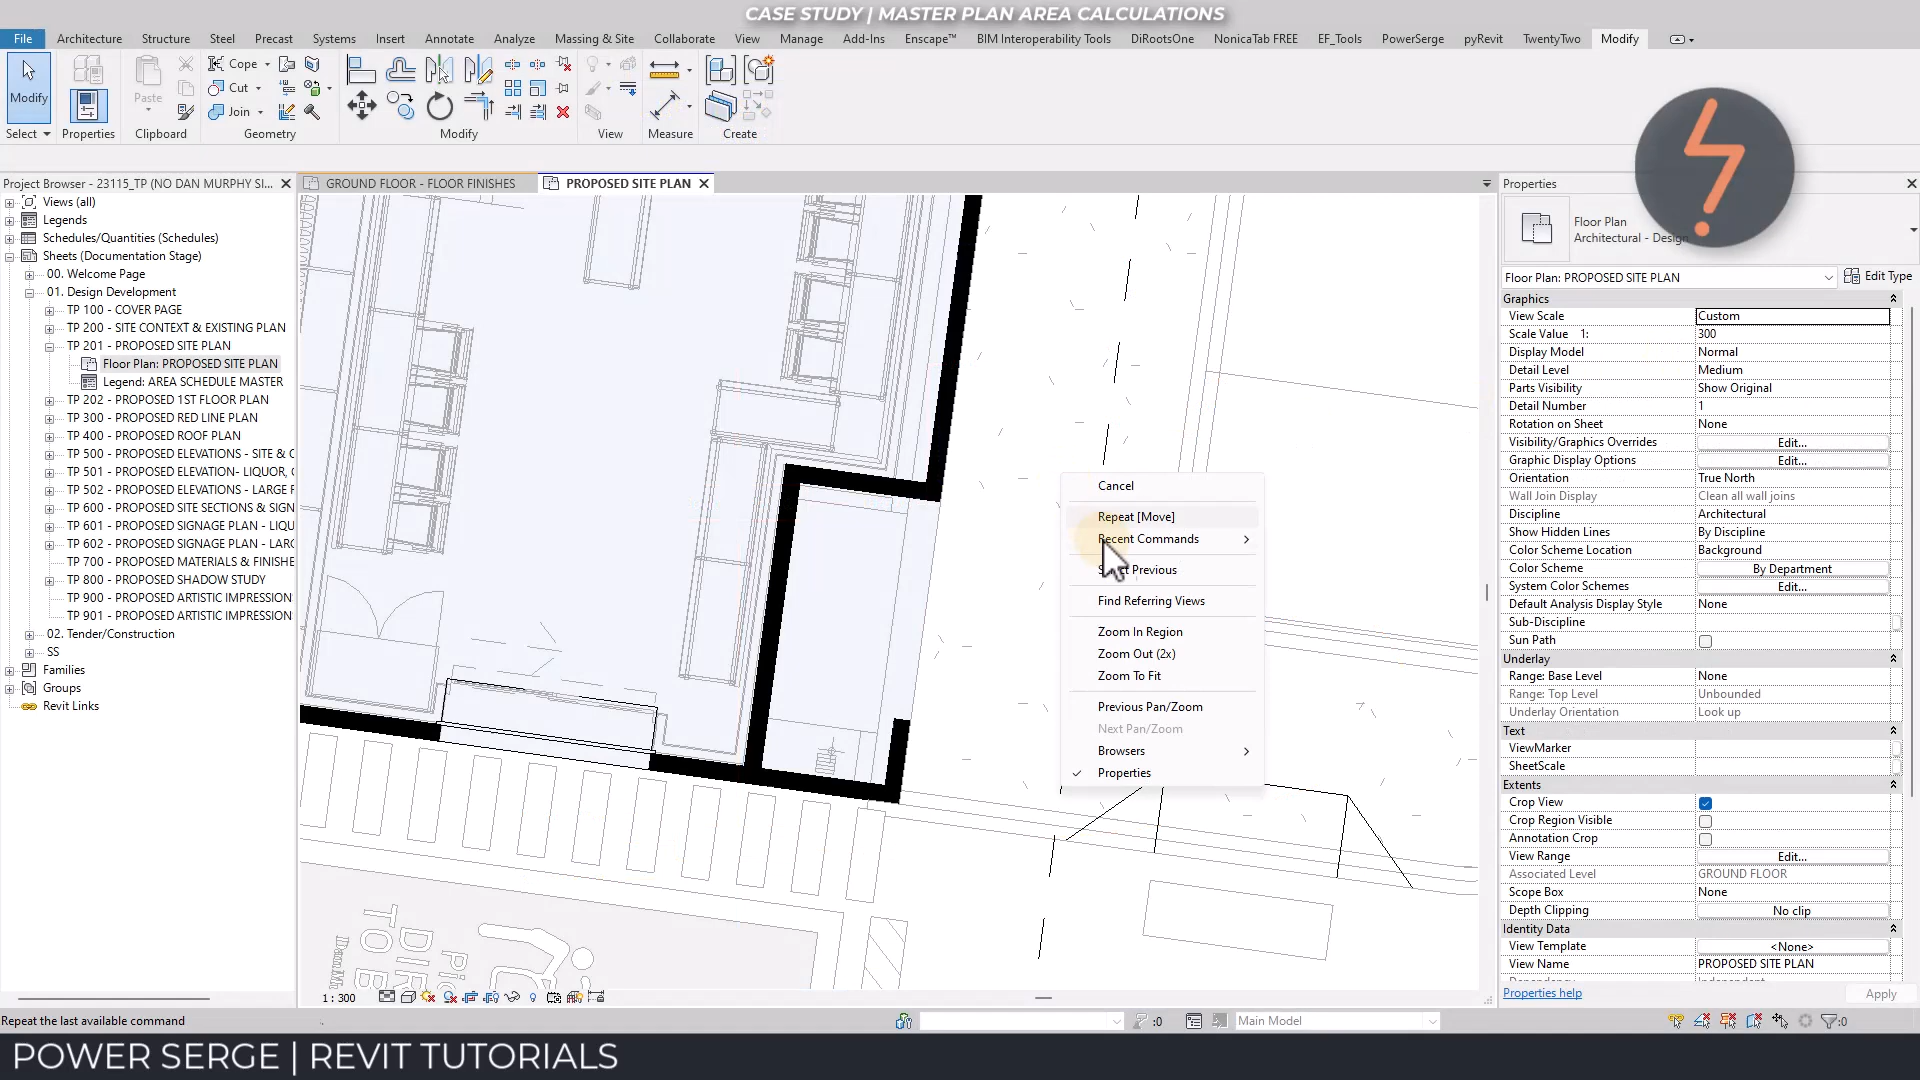 CASE STUDY | MASTER PLAN AREA CALCULATIONS
File Architecture Structure Steel Precast Systems Insert Annotate Analyze Massing & Site Collaborate View Manage Add-Ins Enscape™ BIM Interoperability Tools DiRootsOne NonicaTab FREE EF_Tools PowerSerge pyRevit TwentyTwo Modify
Modify
Paste
Cope
Cut
Join
Select Properties Clipboard Geometry Modify View Measure Create
Project Browser - 23115_TP (NO DAN MURPHY SI...
GROUND FLOOR - FLOOR FINISHES
PROPOSED SITE PLAN
Views (all)
Legends
Schedules/Quantities (Schedules)
Sheets (Documentation Stage)
00. Welcome Page
01. Design Development
TP 100 - COVER PAGE
TP 200 - SITE CONTEXT & EXISTING PLAN
TP 201 - PROPOSED SITE PLAN
Floor Plan: PROPOSED SITE PLAN
Legend: AREA SCHEDULE MASTER
TP 202 - PROPOSED 1ST FLOOR PLAN
TP 300 - PROPOSED RED LINE PLAN
TP 400 - PROPOSED ROOF PLAN
TP 500 - PROPOSED ELEVATIONS - SITE & C
TP 501 - PROPOSED ELEVATION- LIQUOR, C
TP 502 - PROPOSED ELEVATIONS - LARGE F
TP 600 - PROPOSED SITE SECTIONS & SIGN
TP 601 - PROPOSED SIGNAGE PLAN - LIQU
TP 602 - PROPOSED SIGNAGE PLAN - LARG
TP 700 - PROPOSED MATERIALS & FINISHE
TP 800 - PROPOSED SHADOW STUDY
TP 900 - PROPOSED ARTISTIC IMPRESSION
TP 901 - PROPOSED ARTISTIC IMPRESSION
02. Tender/Construction
SS
Families
Groups
Revit Links
Cancel
Repeat [Move]
Recent Commands
Previous
Find Referring Views
Zoom In Region
Zoom Out (2x)
Zoom To Fit
Previous Pan/Zoom
Next Pan/Zoom
Browsers
Properties
Properties
Floor Plan
Architectural - Design
Floor Plan: PROPOSED SITE PLAN
Edit Type
Graphics
View Scale Custom
Scale Value 1: 300
Display Model Normal
Detail Level Medium
Parts Visibility Show Original
Detail Number 1
Rotation on Sheet None
Visibility/Graphics Overrides Edit...
Graphic Display Options Edit...
Orientation True North
Wall Join Display Clean all wall joins
Discipline Architectural
Show Hidden Lines By Discipline
Color Scheme Location Background
Color Scheme By Department
System Color Schemes Edit...
Default Analysis Display Style None
Sub-Discipline
Sun Path
Underlay
Range: Base Level None
Range: Top Level Unbounded
Underlay Orientation Look up
Text
ViewMarker
SheetScale
Extents
Crop View
Crop Region Visible
Annotation Crop
View Range Edit...
Associated Level GROUND FLOOR
Scope Box None
Depth Clipping No clip
Identity Data
View Template <None>
View Name PROPOSED SITE PLAN
Properties help
Apply
1 : 300
Repeat the last available command
:0
Main Model
:0
POWER SERGE | REVIT TUTORIALS